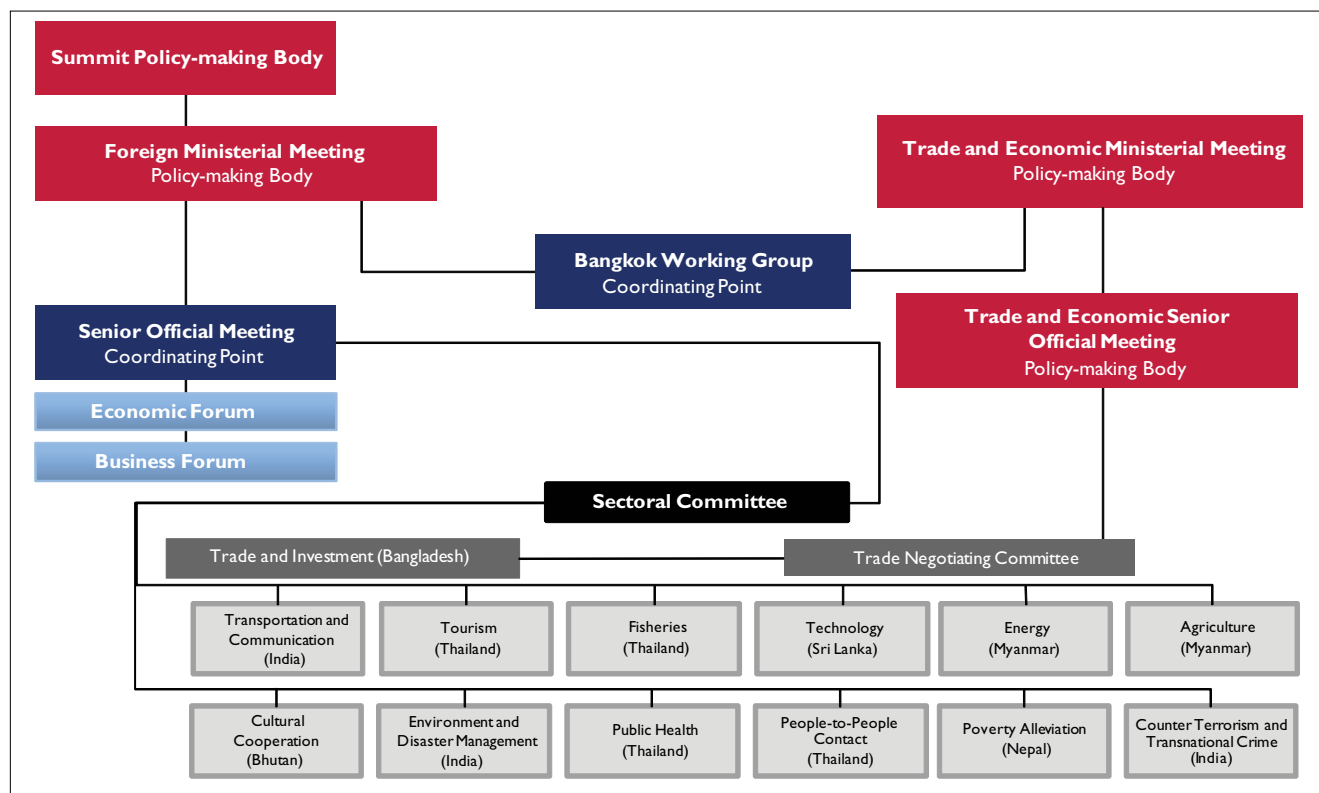 Summit Policy-making Body
Foreign Ministerial Meeting
Policy-making Body
Trade and Economic Ministerial Meeting
Policy-making Body
Bangkok Working Group
Coordinating Point
Senior Official Meeting
Coordinating Point
Trade and Economic Senior
Official Meeting
Policy-making Body
Economic Forum
Business Forum
Sectoral Committee
Trade and Investment (Bangladesh)
Trade Negotiating Committee
Transportation and
Communication
(India)
Tourism
(Thailand)
Fisheries
(Thailand)
Technology
(Sri Lanka)
Energy
(Myanmar)
Agriculture
(Myanmar)
Cultural
Cooperation
(Bhutan)
Environment and
Disaster Management
(India)
Public Health
(Thailand)
People-to-People
Contact
(Thailand)
Poverty Alleviation
(Nepal)
Counter Terrorism and
Transnational Crime
(India)